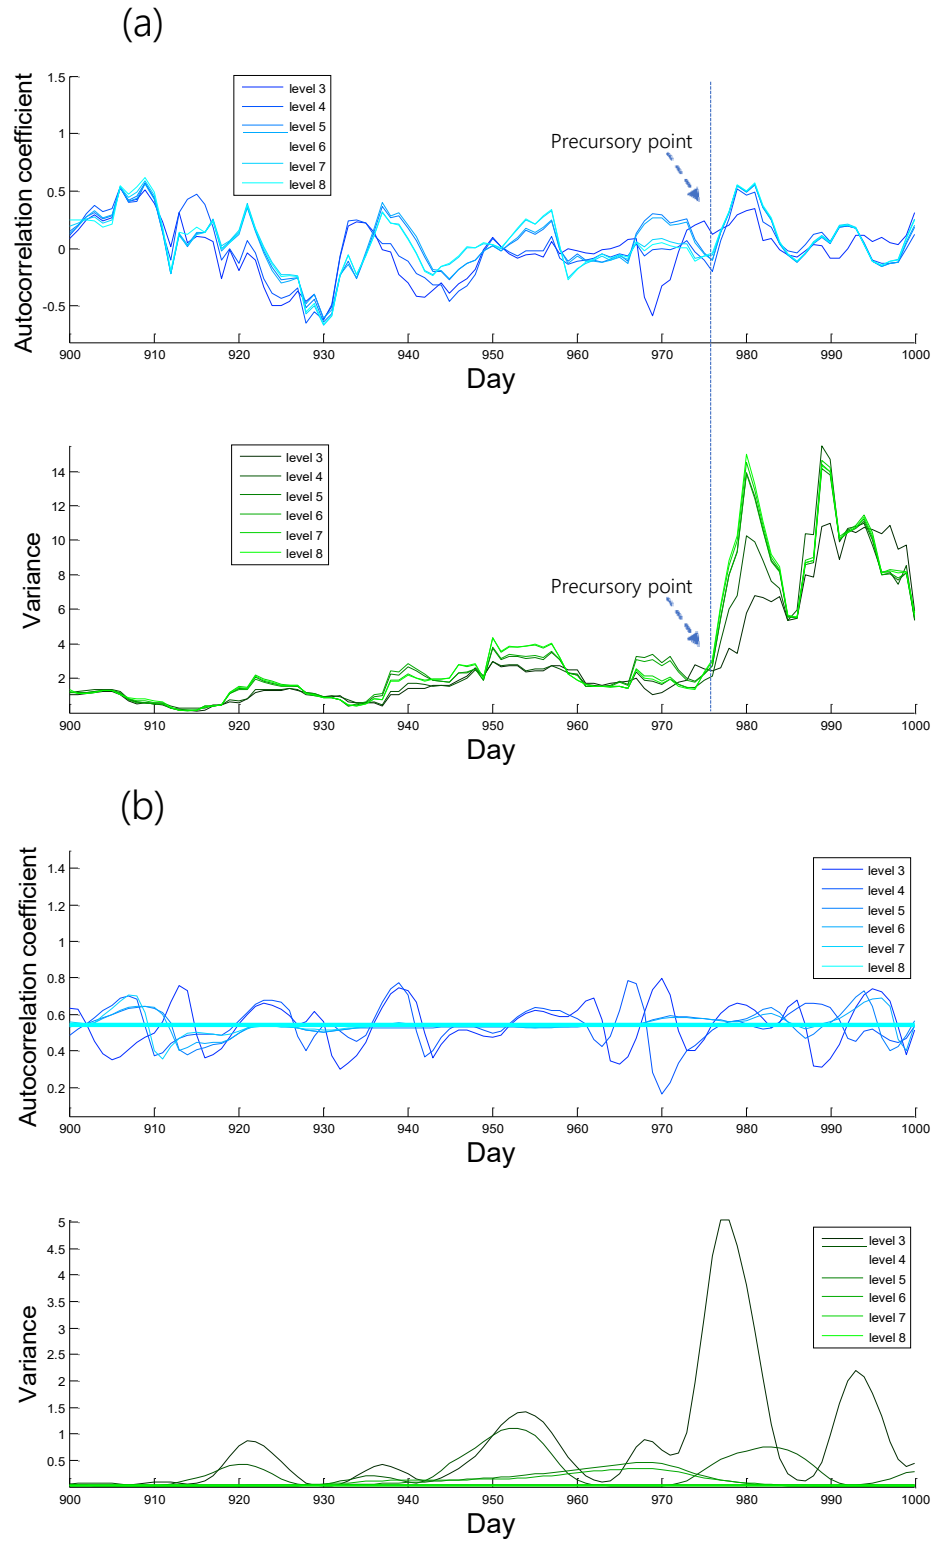 (a)
Autocorrelation coefficient
1.5
1
0.5
0
-0.5
level 3
level 4
level 5
level 6
level 7
level 8
Precursory point
900 910 920 930 940 950 960 970 980 990 1000
Day
Variance
14
12
10
8
6
4
2
level 3
level 4
level 5
level 6
level 7
level 8
Precursory point
900 910 920 930 940 950 960 970 980 990 1000
Day
(b)
Autocorrelation coefficient
1.4
1.2
1
0.8
0.6
0.4
0.2
level 3
level 4
level 5
level 6
level 7
level 8
900 910 920 930 940 950 960 970 980 990 1000
Day
Variance
5
4.5
4
3.5
3
2.5
2
1.5
1
0.5
level 3
level 4
level 5
level 6
level 7
level 8
900 910 920 930 940 950 960 970 980 990 1000
Day